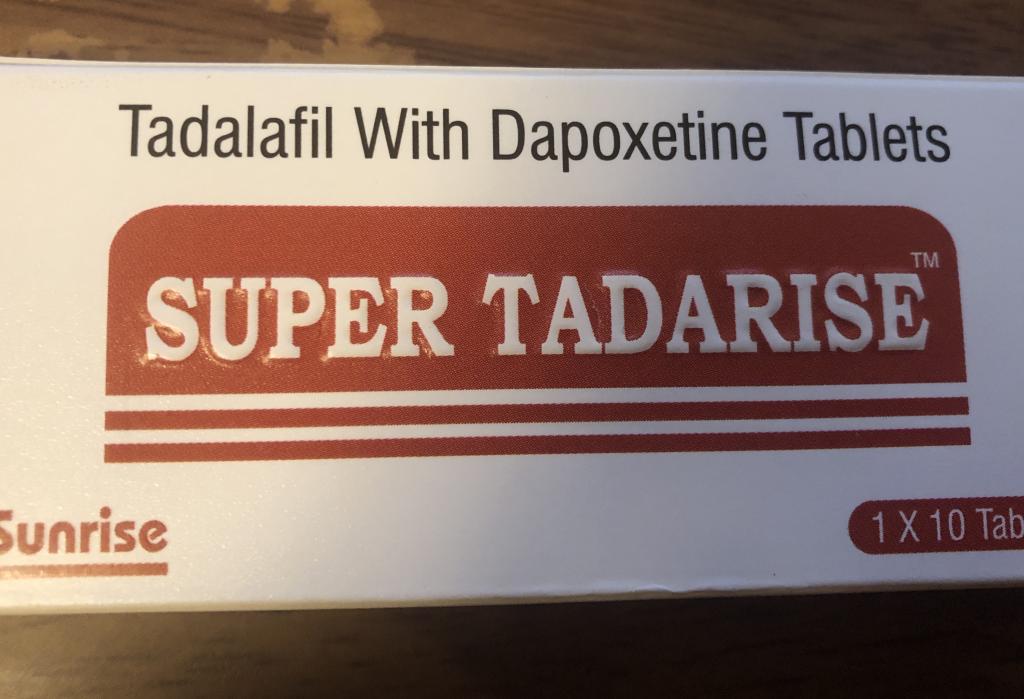 Tadalafil With Dapoxetine Tablets
SUPER TADARISE™
Sunrise
1 X 10 Tab